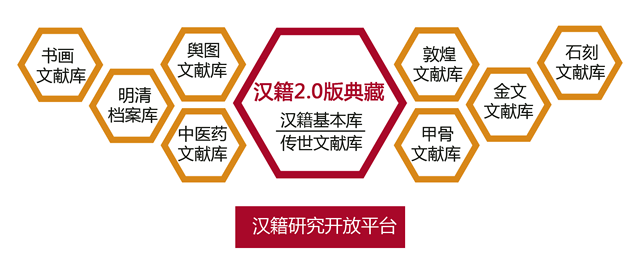 书画
文献库
明清
档案库
舆图
文献库
中医药
文献库
汉籍2.0版典藏
汉籍基本库
传世文献库
敦煌
文献库
甲骨
文献库
金文
文献库
石刻
文献库
汉籍研究开放平台